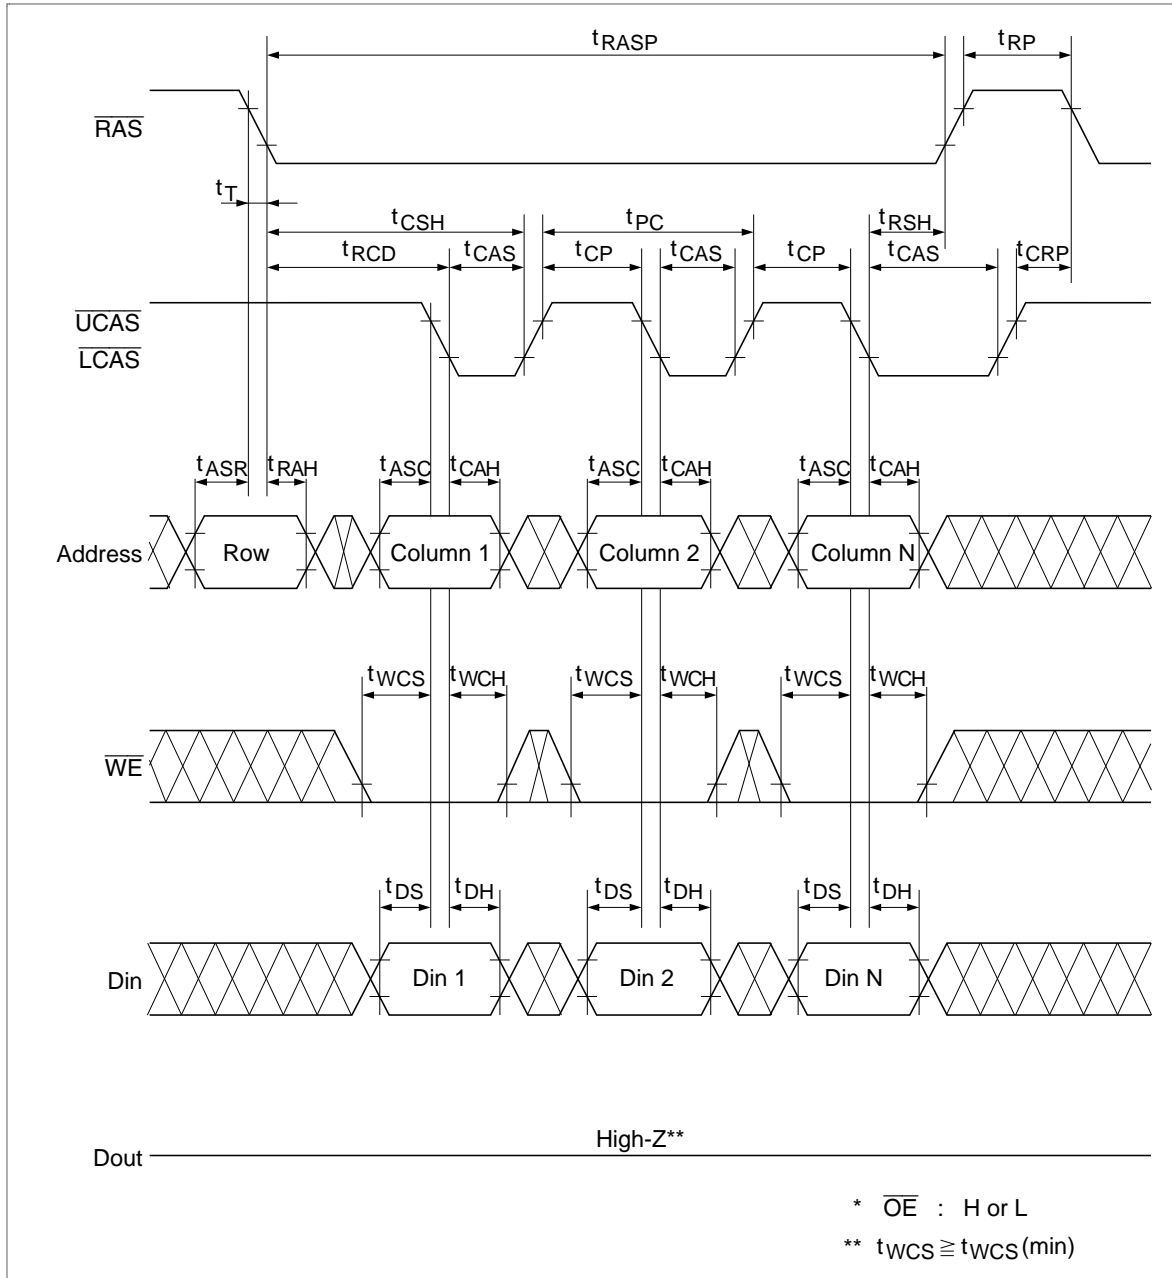 tRASP tRP
RAS
tT
tCSH tPC tRSH
tRCD tCAS tCP tCAS tCP tCAS tCRP
UCAS
LCAS
tASR tRAH tASC tCAH tASC tCAH tASC tCAH
Address Row Column 1 Column 2 Column N
tWCS tWCH tWCS tWCH tWCS tWCH
WE
tDS tDH tDS tDH tDS tDH
Din Din 1 Din 2 Din N
High-Z**
Dout
* OE : H or L
** tWCS ≧ tWCS(min)